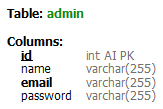 Table: admin
Columns:
id int AI PK
name varchar(255)
email varchar(255)
password varchar(255)